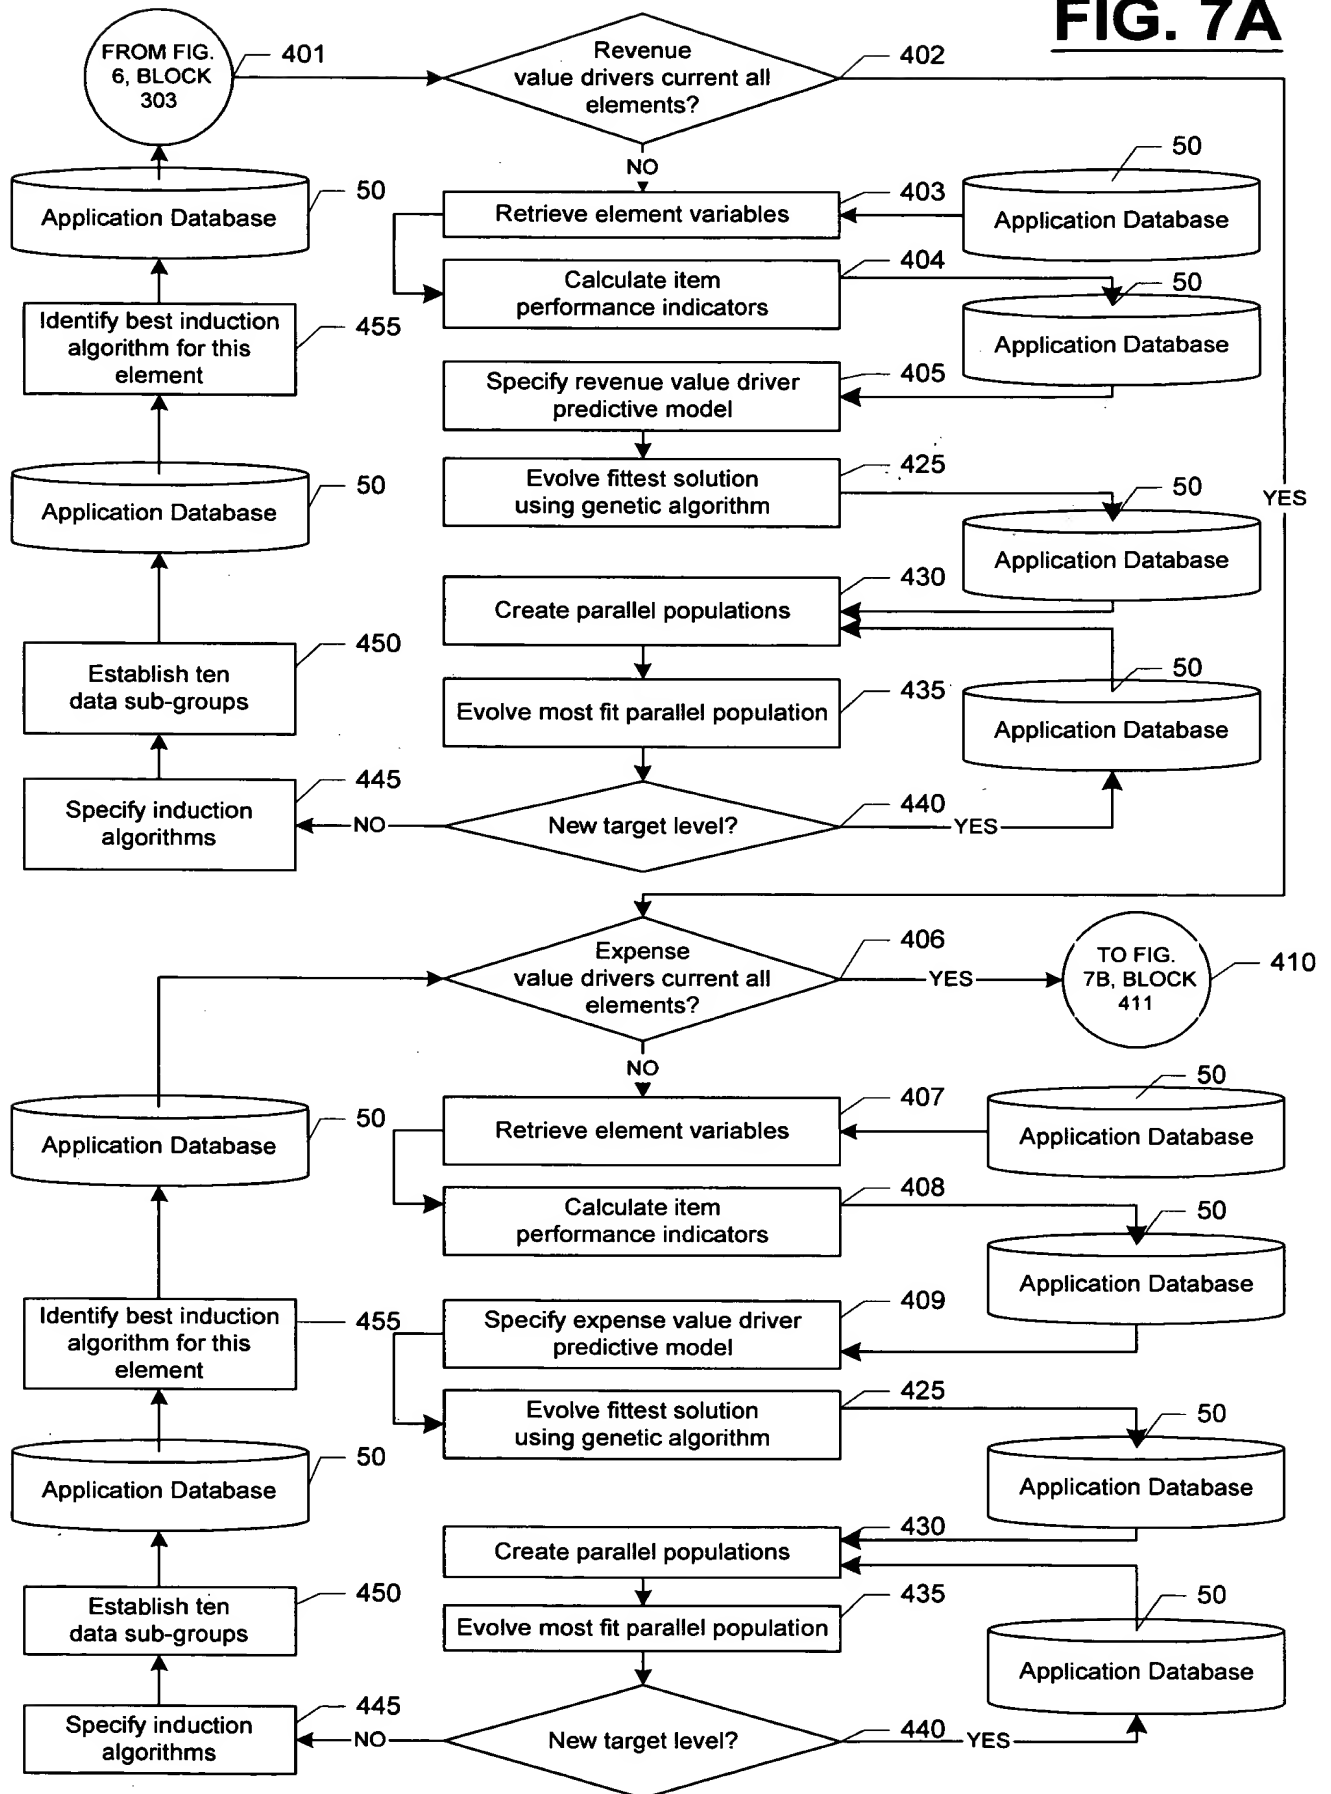 FIG. 7A
FROM FIG.
6, BLOCK
303
401
Revenue
value drivers current all
elements?
402
NO
YES
50
Application Database
50
Application Database
Retrieve element variables
403
Calculate item
performance indicators
404
50
Application Database
Identify best induction
algorithm for this
element
455
Specify revenue value driver
predictive model
405
Evolve fittest solution
using genetic algorithm
425
50
Application Database
50
Application Database
Create parallel populations
430
Establish ten
data sub-groups
450
Evolve most fit parallel population
435
50
Application Database
Specify induction
algorithms
445
NO
New target level?
440
YES
Expense
value drivers current all
elements?
406
YES
TO FIG.
7B, BLOCK
411
410
NO
Retrieve element variables
407
50
Application Database
50
Application Database
Calculate item
performance indicators
408
50
Application Database
Identify best induction
algorithm for this
element
455
Specify expense value driver
predictive model
409
Evolve fittest solution
using genetic algorithm
425
50
Application Database
50
Application Database
Create parallel populations
430
Establish ten
data sub-groups
450
Evolve most fit parallel population
435
50
Application Database
Specify induction
algorithms
445
NO
New target level?
440
YES